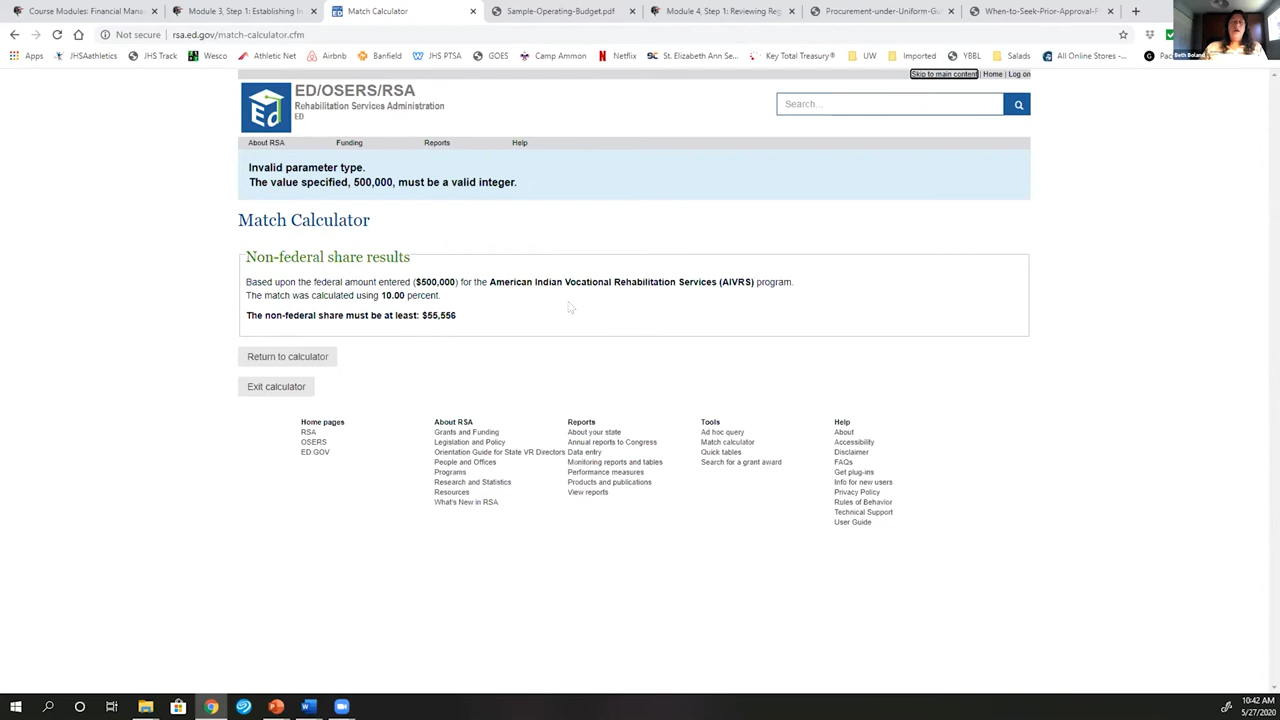 Course Modules: Financial Manag
Module 3, Step 1: Establishing In
Match Calculator
Sample-Operating-Budget.pdf
Module 4, Step 1: Reviewing Reg
Procurement-under-Uniform-Gui
When-to-Seek-Prior-Approval-F
Not secure | rsa.ed.gov/match-calculator.cfm
Apps JHSAathletics JHS Track Wesco Athletic Net Airbnb Banfield JHS PTSA GOES Camp Ammon Netflix St. Elizabeth Ann Se... Key Total Treasury® UW Imported YBBL Salads All Online Stores -...
Beth Boland
Skip to main content | Home | Log on
ED/OSERS/RSA
Rehabilitation Services Administration
ED
Ed
Search...
About RSA Funding Reports Help
Invalid parameter type.
The value specified, 500,000, must be a valid integer.
Match Calculator
Non-federal share results
Based upon the federal amount entered ($500,000) for the American Indian Vocational Rehabilitation Services (AIVRS) program.
The match was calculated using 10.00 percent.
The non-federal share must be at least: $55,556
Return to calculator
Exit calculator
Home pages
RSA
OSERS
ED GOV
About RSA
Grants and Funding
Legislation and Policy
Orientation Guide for State VR Directors
People and Offices
Programs
Research and Statistics
Resources
What's New in RSA
Reports
About your state
Annual reports to Congress
Data entry
Monitoring reports and tables
Performance measures
Products and publications
View reports
Tools
Ad hoc query
Match calculator
Quick tables
Search for a grant award
Help
About
Accessibility
Disclaimer
FAQs
Get plug-ins
Info for new users
Privacy Policy
Rules of Behavior
Technical Support
User Guide
10:42 AM
5/27/2020